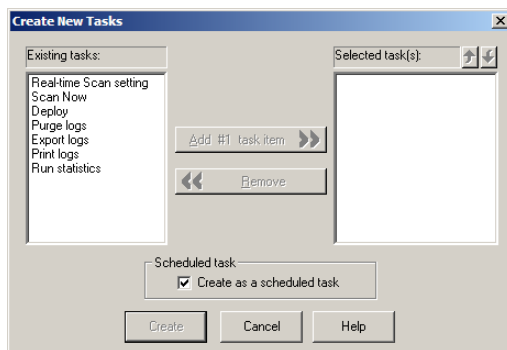 Create New Tasks
Existing tasks:
Selected task(s):
Real-time Scan setting
Scan Now
Deploy
Purge logs
Export logs
Print logs
Run statistics
Add #1 task item
Remove
Scheduled task
Create as a scheduled task
Create
Cancel
Help